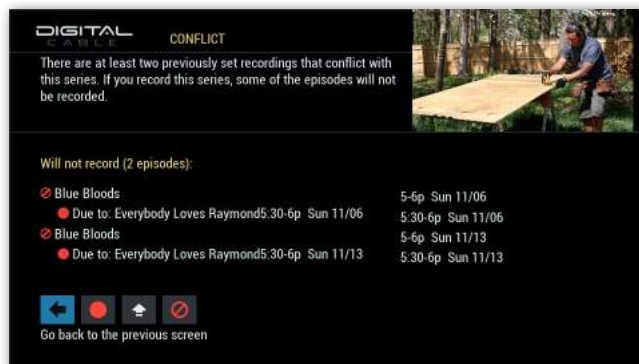 DIGITAL
CABLE
CONFLICT
There are at least two previously set recordings that conflict with
this series. If you record this series, some of the episodes will not
be recorded.
Will not record (2 episodes):
Blue Bloods 5-6p Sun 11/06
Due to: Everybody Loves Raymond5:30-6p Sun 11/06 5:30-6p Sun 11/06
Blue Bloods 5-6p Sun 11/13
Due to: Everybody Loves Raymond5:30-6p Sun 11/13 5:30-6p Sun 11/13
Go back to the previous screen